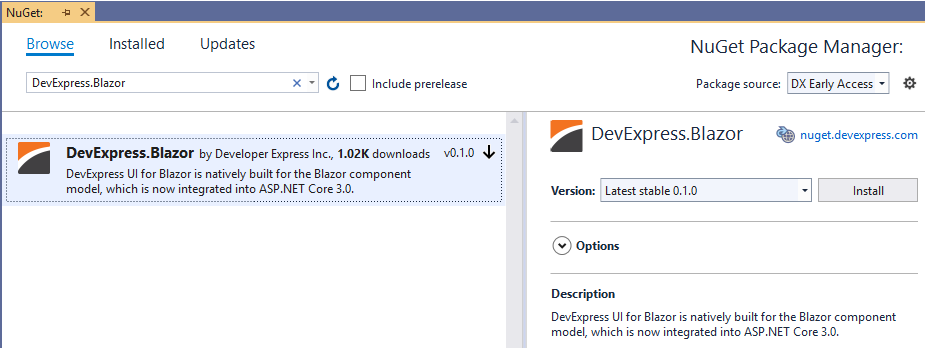 NuGet:
Browse Installed Updates
NuGet Package Manager:
DevExpress.Blazor
Include prerelease
Package source: DX Early Access
DevExpress.Blazor by Developer Express Inc., 1.02K downloads v0.1.0
DevExpress UI for Blazor is natively built for the Blazor component
model, which is now integrated into ASP.NET Core 3.0.
DevExpress.Blazor
nuget.devexpress.com
Version: Latest stable 0.1.0 Install
Options
Description
DevExpress UI for Blazor is natively built for the Blazor component
model, which is now integrated into ASP.NET Core 3.0.